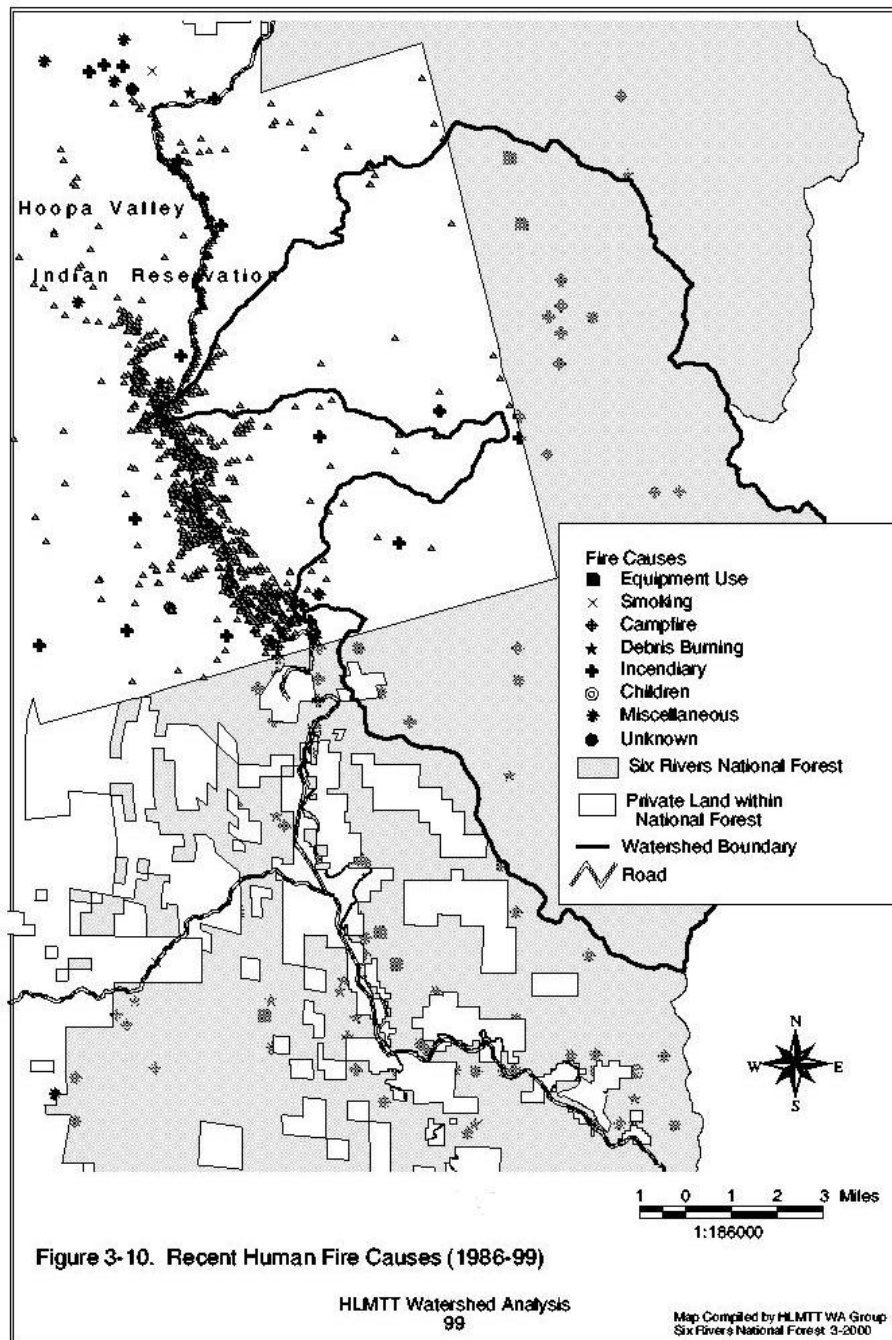 Hoopa Valley
Indian Reservation
Fire Causes
Equipment Use
Smoking
Campfire
Debris Burning
Incendiary
Children
Miscellaneous
Unknown
Six Rivers National Forest
Private Land within
National Forest
Watershed Boundary
Road
N
W E
S
1 0 1 2 3 Miles
1:186000
Figure 3-10. Recent Human Fire Causes (1986-99)
HLMTT Watershed Analysis
99
Map Compiled by HLMTT WA Group
Six Rivers National Forest 3-2000